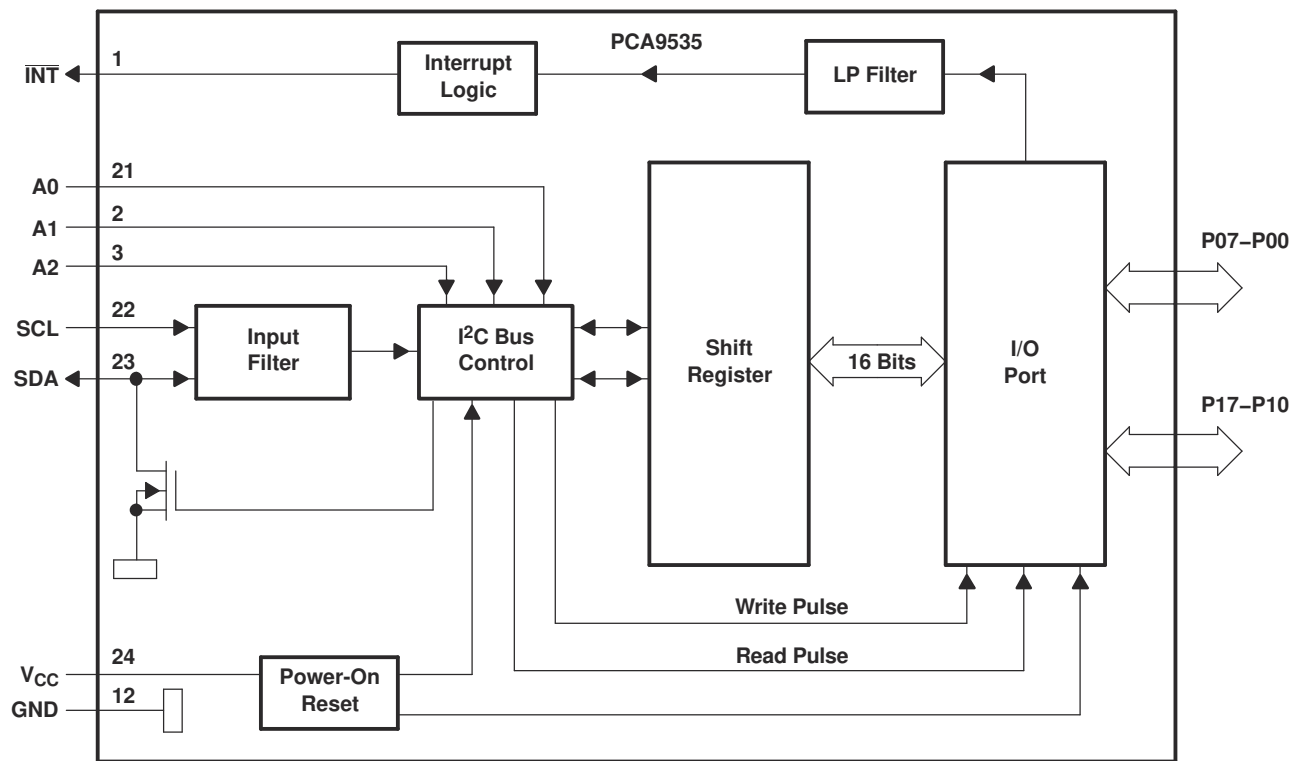 PCA9535
INT
1
Interrupt
Logic
LP Filter
A0
21
A1
2
A2
3
SCL
22
SDA
23
Input
Filter
I²C Bus
Control
Shift
Register
16 Bits
I/O
Port
P07–P00
P17–P10
Write Pulse
Read Pulse
VCC
24
GND
12
Power-On
Reset